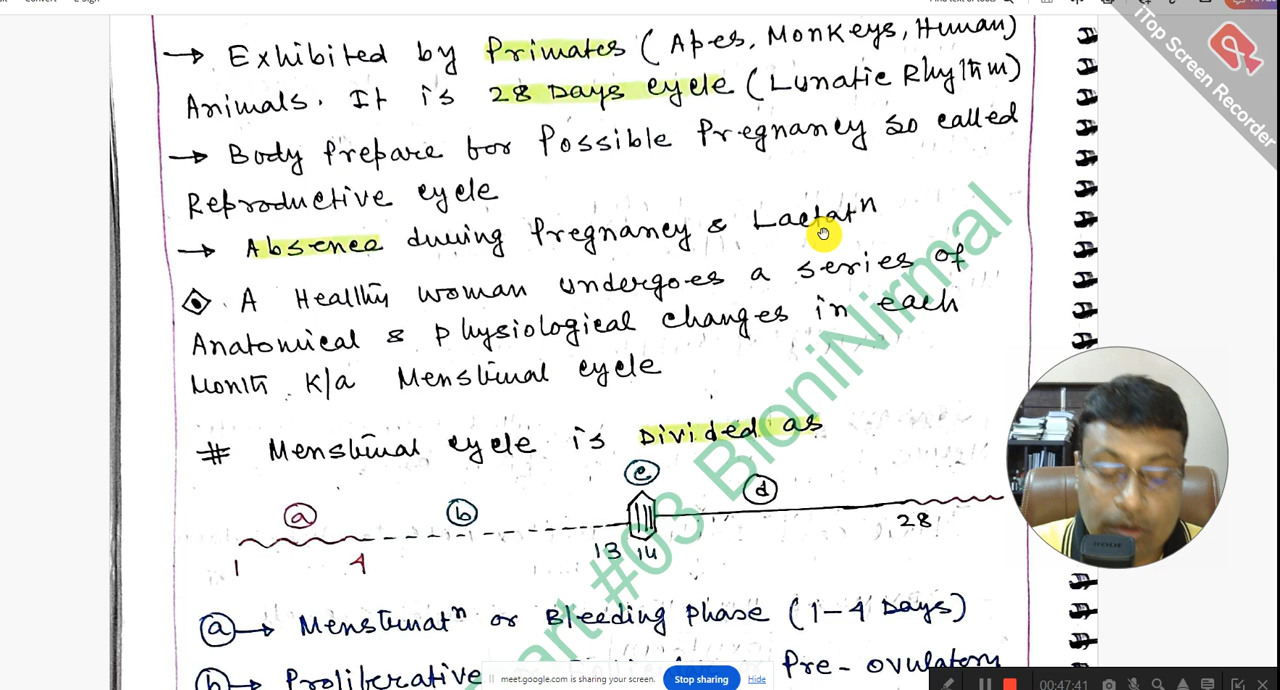 → Exhibited by Primates (Apes, Monkeys, Human)
Animals. It is 28 Days cycle (Lunatic Rhythm)
→ Body Prepare for Possible Pregnancy so called
Reproductive cycle
→ Absence during Pregnancy & Lactatⁿ
A Healthy woman undergoes a series of
Anatomical & Physiological changes in each
Month. K/a Menstrual cycle
# Menstrual cycle is Divided as
a b c d
1 4 13 14 28
a → Menstruatⁿ or Bleeding Phase (1-4 Days)
b → Pre-ovulatory
Part #03 BioniNirmal
iTop Screen Recorder
RODE
meet.google.com is sharing your screen. Stop sharing Hide
00:47:41